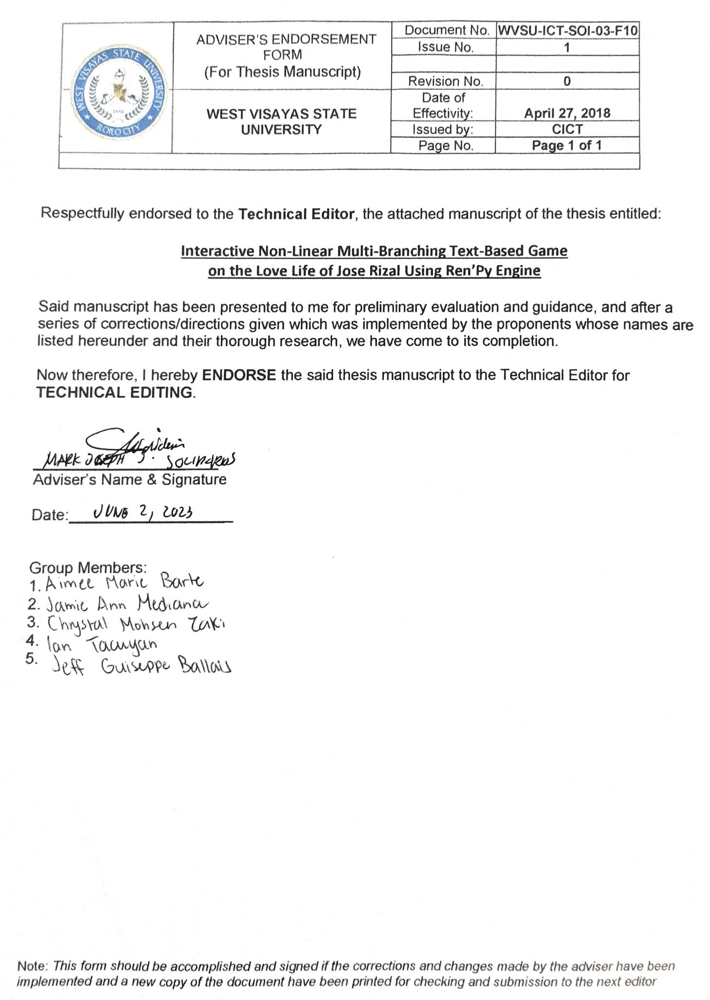 WEST VISAYAS STATE UNIVERSITY
ILOILO CITY
ADVISER'S ENDORSEMENT
FORM
(For Thesis Manuscript)
WEST VISAYAS STATE
UNIVERSITY
Document No. WVSU-ICT-SOI-03-F10
Issue No. 1
Revision No. 0
Date of
Effectivity: April 27, 2018
Issued by: CICT
Page No. Page 1 of 1
Respectfully endorsed to the Technical Editor, the attached manuscript of the thesis entitled:
Interactive Non-Linear Multi-Branching Text-Based Game
on the Love Life of Jose Rizal Using Ren'Py Engine
Said manuscript has been presented to me for preliminary evaluation and guidance, and after a
series of corrections/directions given which was implemented by the proponents whose names are
listed hereunder and their thorough research, we have come to its completion.
Now therefore, I hereby ENDORSE the said thesis manuscript to the Technical Editor for
TECHNICAL EDITING.
MARK JOSEPH J.
Adviser's Name & Signature
Date: JUNE 2, 2023
Group Members:
1. Aimee Marie Barte
2. Jamie Ann Mediana
3. Chrystal Mohsen Zaki
4. Ian Tacuyan
5. Jeff Guiseppe Ballais
Note: This form should be accomplished and signed if the corrections and changes made by the adviser have been
implemented and a new copy of the document have been printed for checking and submission to the next editor